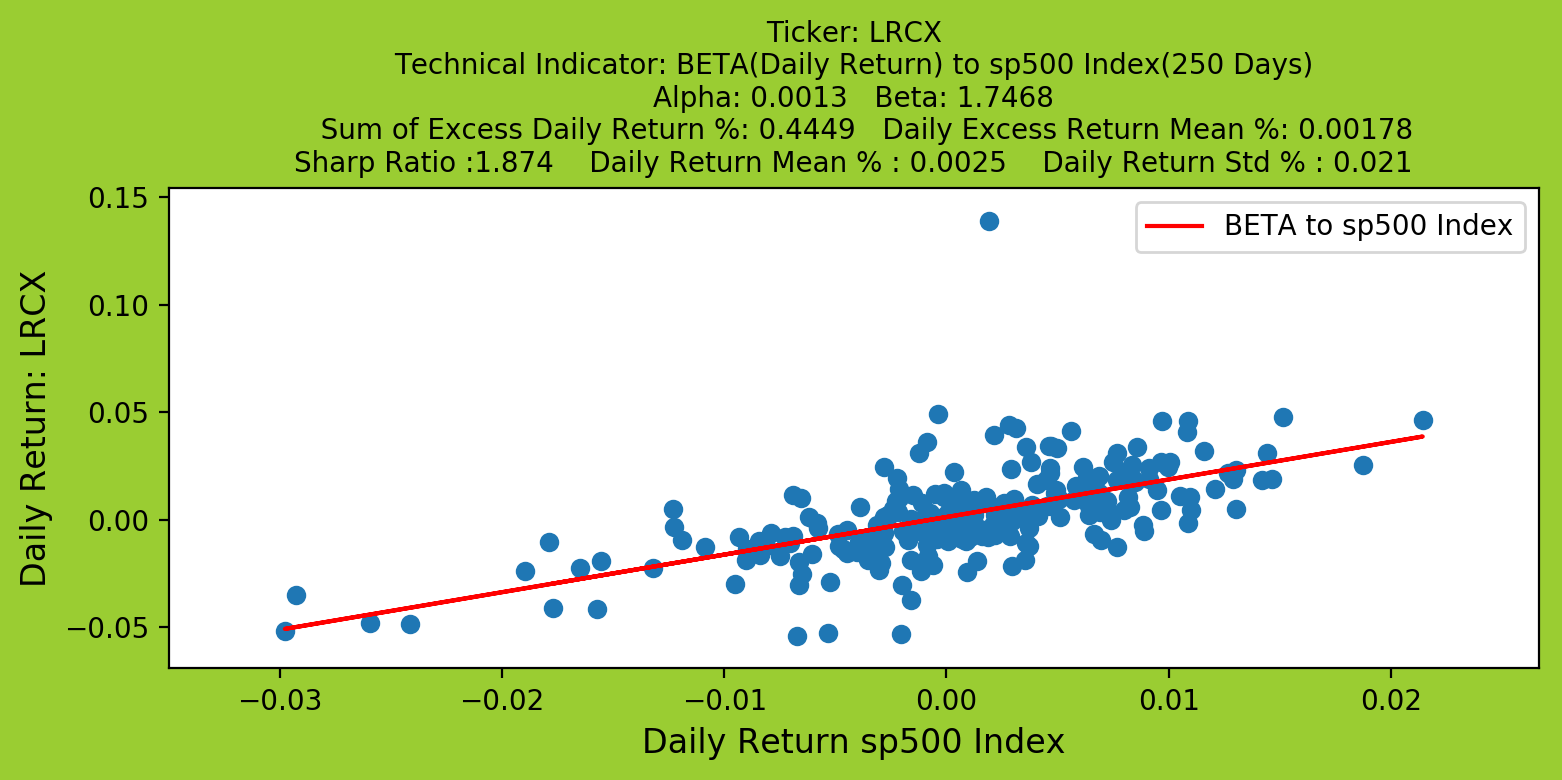 Ticker: LRCX
Technical Indicator: BETA(Daily Return) to sp500 Index(250 Days)
Alpha: 0.0013   Beta: 1.7468
Sum of Excess Daily Return %: 0.4449   Daily Excess Return Mean %: 0.00178
Sharp Ratio :1.874    Daily Return Mean % : 0.0025    Daily Return Std % : 0.021
BETA to sp500 Index
Daily Return: LRCX
0.15
0.10
0.05
0.00
−0.05
−0.03 −0.02 −0.01 0.00 0.01 0.02
Daily Return sp500 Index